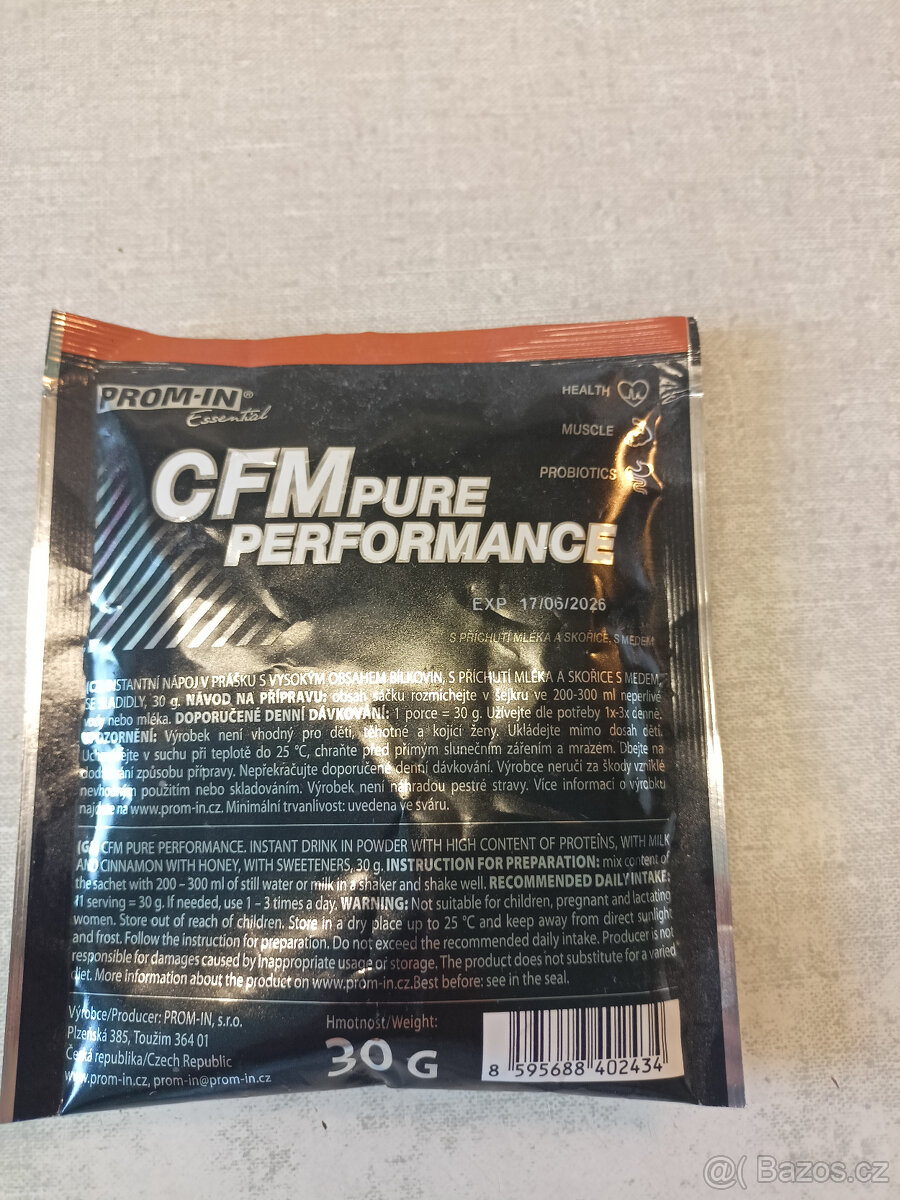 PROM-IN®
Essential
HEALTH
MUSCLE
PROBIOTICS
CFM PURE
PERFORMANCE
EXP 17/06/2026
S PŘÍCHUTÍ MLÉKA A SKOŘICE S MEDEM
INSTANTNÍ NÁPOJ V PRÁŠKU S VYSOKÝM OBSAHEM BÍLKOVIN, S PŘÍCHUTÍ MLÉKA A SKOŘICE S MEDEM,
SE SLADIDLY, 30 g. NÁVOD NA PŘÍPRAVU: obsah sáčku rozmíchejte v šejkru ve 200-300 ml neperlivé
vody nebo mléka. DOPORUČENÉ DENNÍ DÁVKOVÁNÍ: 1 porce = 30 g. Užívejte dle potřeby 1x-3x denně.
UPOZORNĚNÍ: Výrobek není vhodný pro děti, těhotné a kojící ženy. Ukládejte mimo dosah dětí.
Uchovávejte v suchu při teplotě do 25 °C, chraňte před přímým slunečním zářením a mrazem. Dbejte na
dodržování způsobu přípravy. Nepřekračujte doporučené denní dávkování. Výrobce neručí za škody vzniklé
nevhodným použitím nebo skladováním. Výrobek není náhradou pestré stravy. Více informací o výrobku
najdete na www.prom-in.cz. Minimální trvanlivost: uvedena ve sváru.
(GB) CFM PURE PERFORMANCE. INSTANT DRINK IN POWDER WITH HIGH CONTENT OF PROTEINS, WITH MILK
AND CINNAMON WITH HONEY, WITH SWEETENERS, 30 g. INSTRUCTION FOR PREPARATION: mix content of
the sachet with 200 – 300 ml of still water or milk in a shaker and shake well. RECOMMENDED DAILY INTAKE:
1 serving = 30 g. If needed, use 1 – 3 times a day. WARNING: Not suitable for children, pregnant and lactating
women. Store out of reach of children. Store in a dry place up to 25 °C and keep away from direct sunlight
and frost. Follow the instruction for preparation. Do not exceed the recommended daily intake. Producer is not
responsible for damages caused by inappropriate usage or storage. The product does not substitute for a varied
diet. More information about the product on www.prom-in.cz.Best before: see in the seal.
Výrobce/Producer: PROM-IN, s.r.o.
Plzeňská 385, Toužim 364 01
Česká republika/Czech Republic
www.prom-in.cz, prom-in@prom-in.cz
Hmotnost/Weight:
30 G
8 595688 402434
@( Bazos.cz